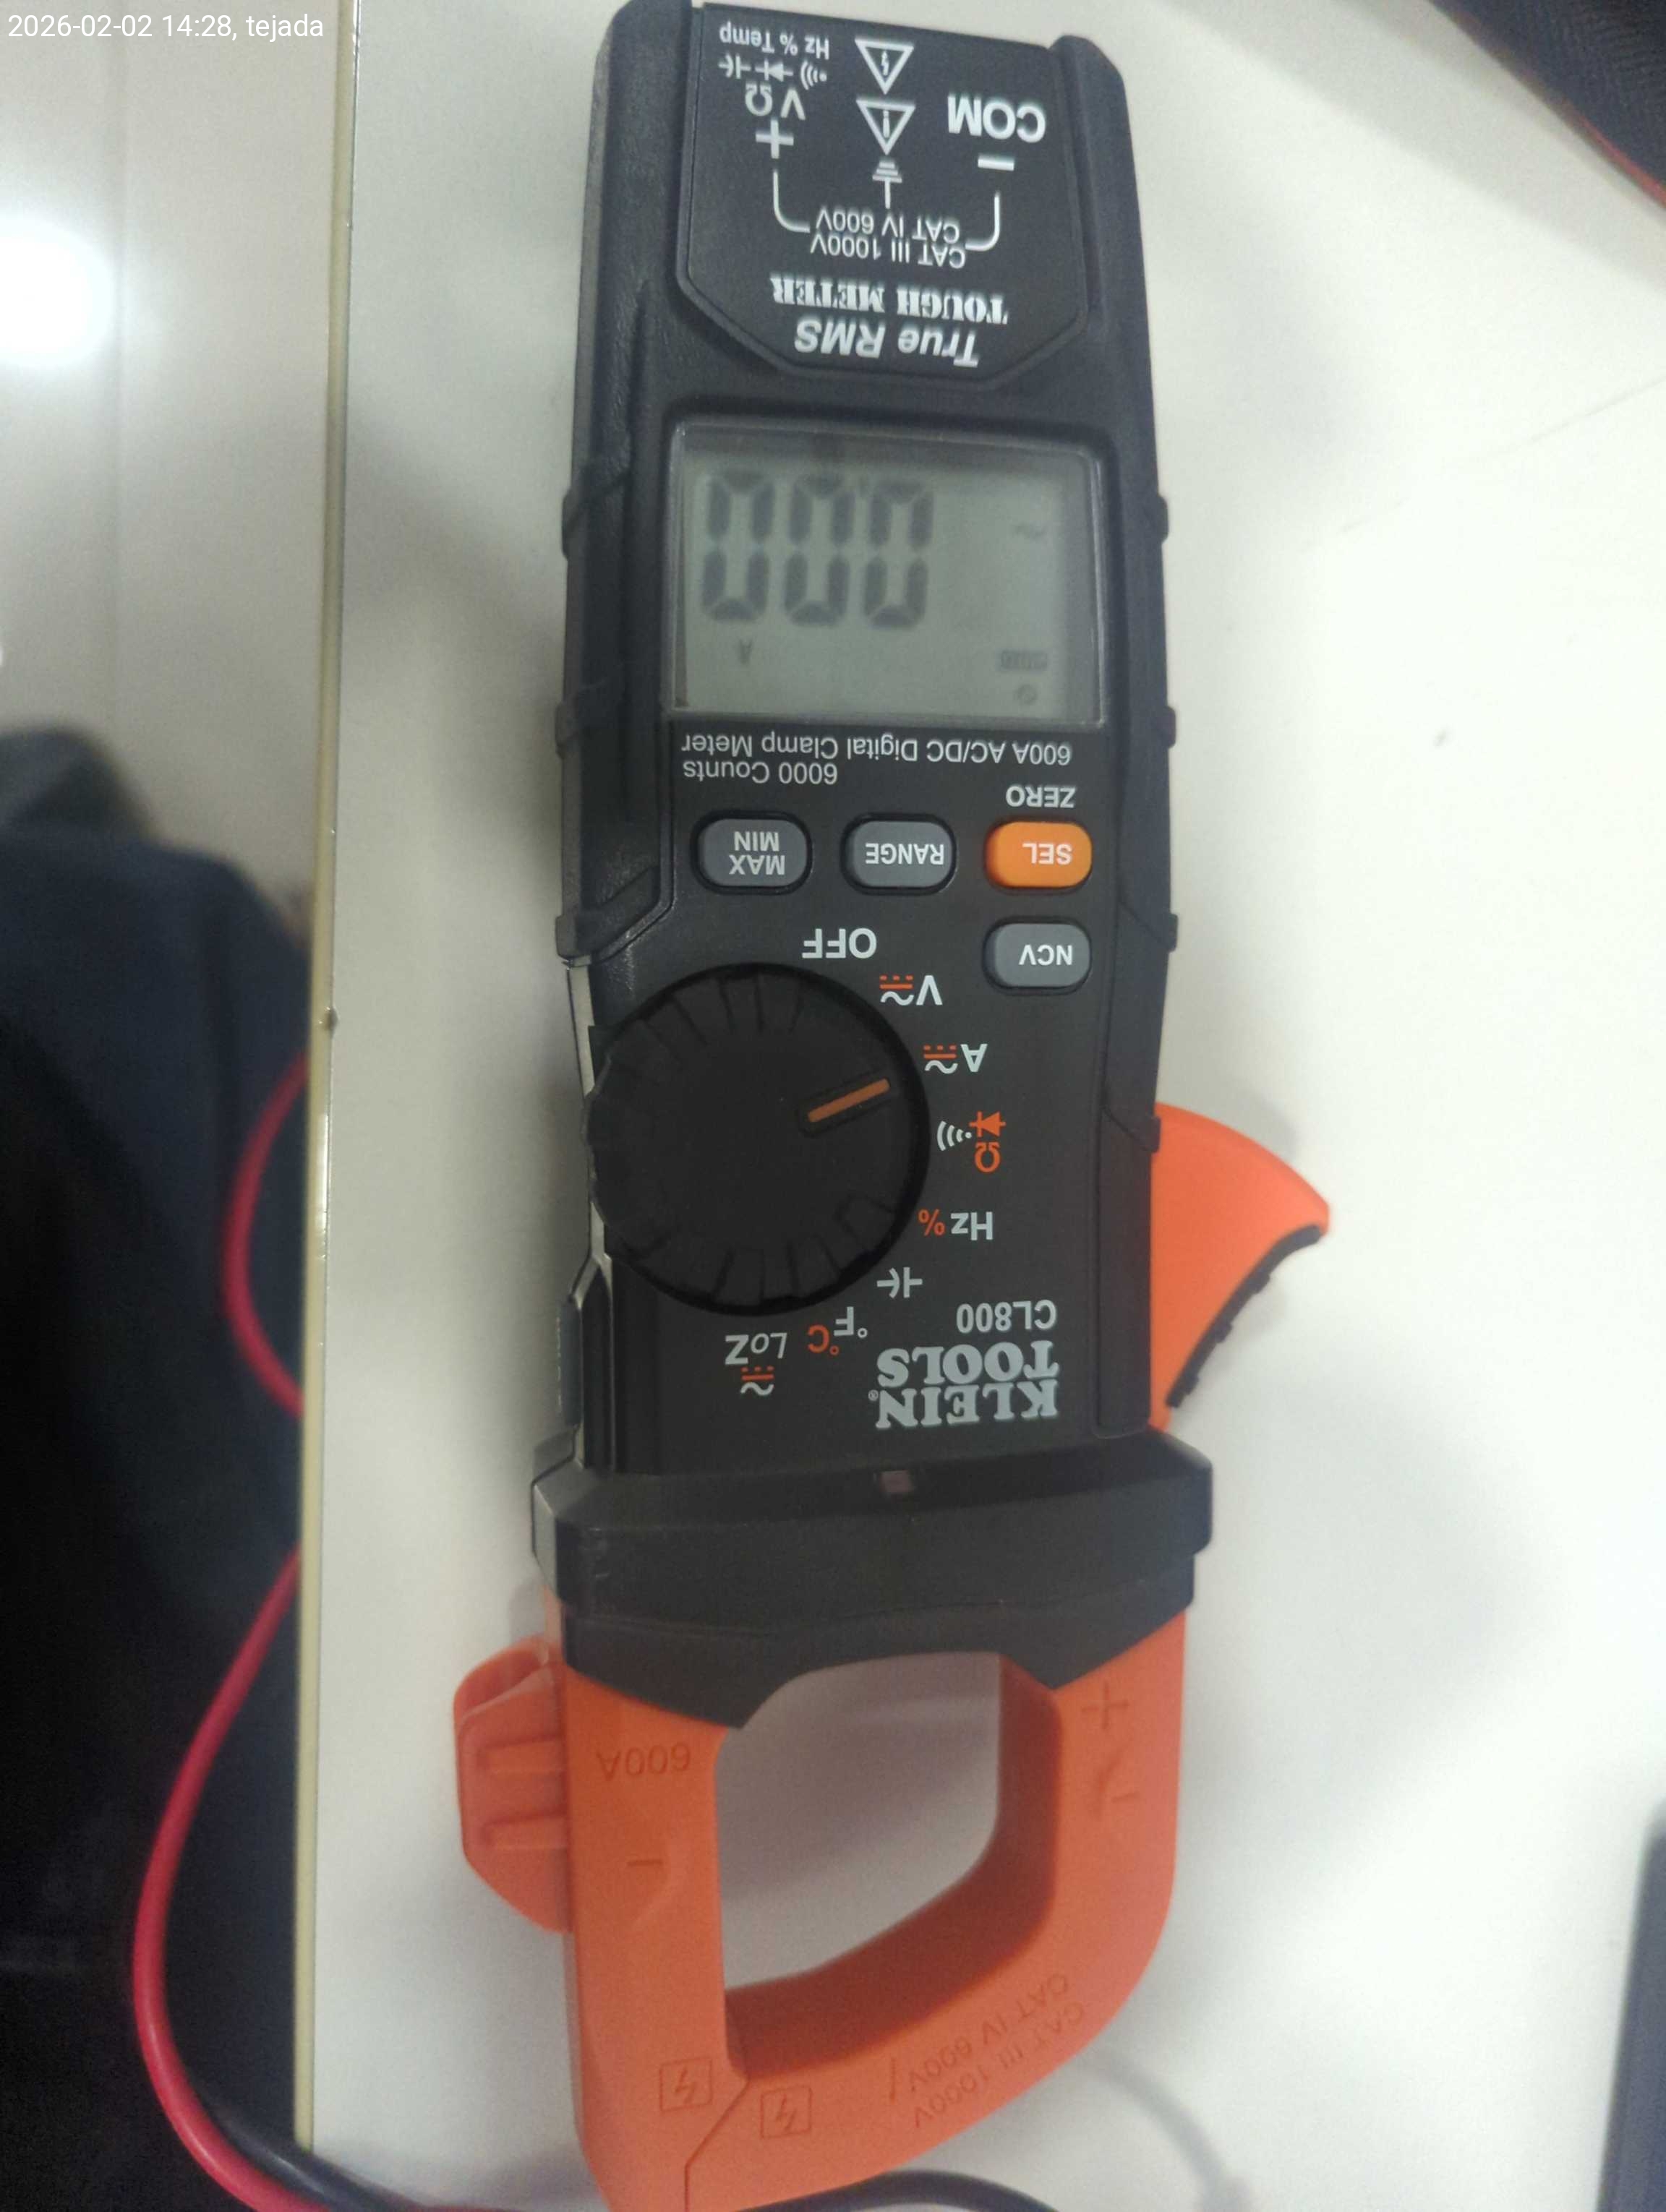 2026-02-02 14:28, tejada
600A
CAT III 1000V
CAT IV 600V
KLEIN
TOOLS®
CL800
LoZ
°F °C
Hz %
Ω
A
V
OFF
NCV
SEL
RANGE
MAX
MIN
ZERO
6000 Counts
600A AC/DC Digital Clamp Meter
A
0.00
True RMS
TOUGH METER
CAT III 1000V
CAT IV 600V
COM
VΩ
Hz % Temp